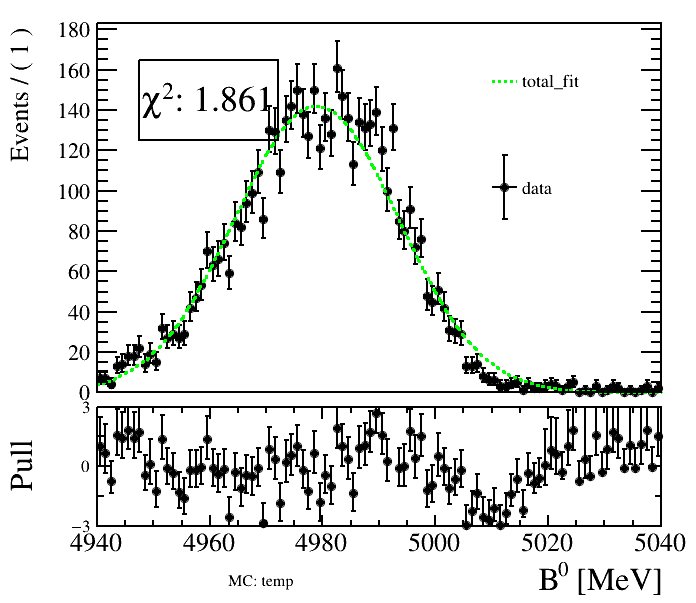 Events / ( 1 )
180
160
140
120
100
80
60
40
20
0
χ²: 1.861
total_fit
data
Pull
3
0
−3
4940 4960 4980 5000 5020 5040
B⁰ [MeV]
MC: temp